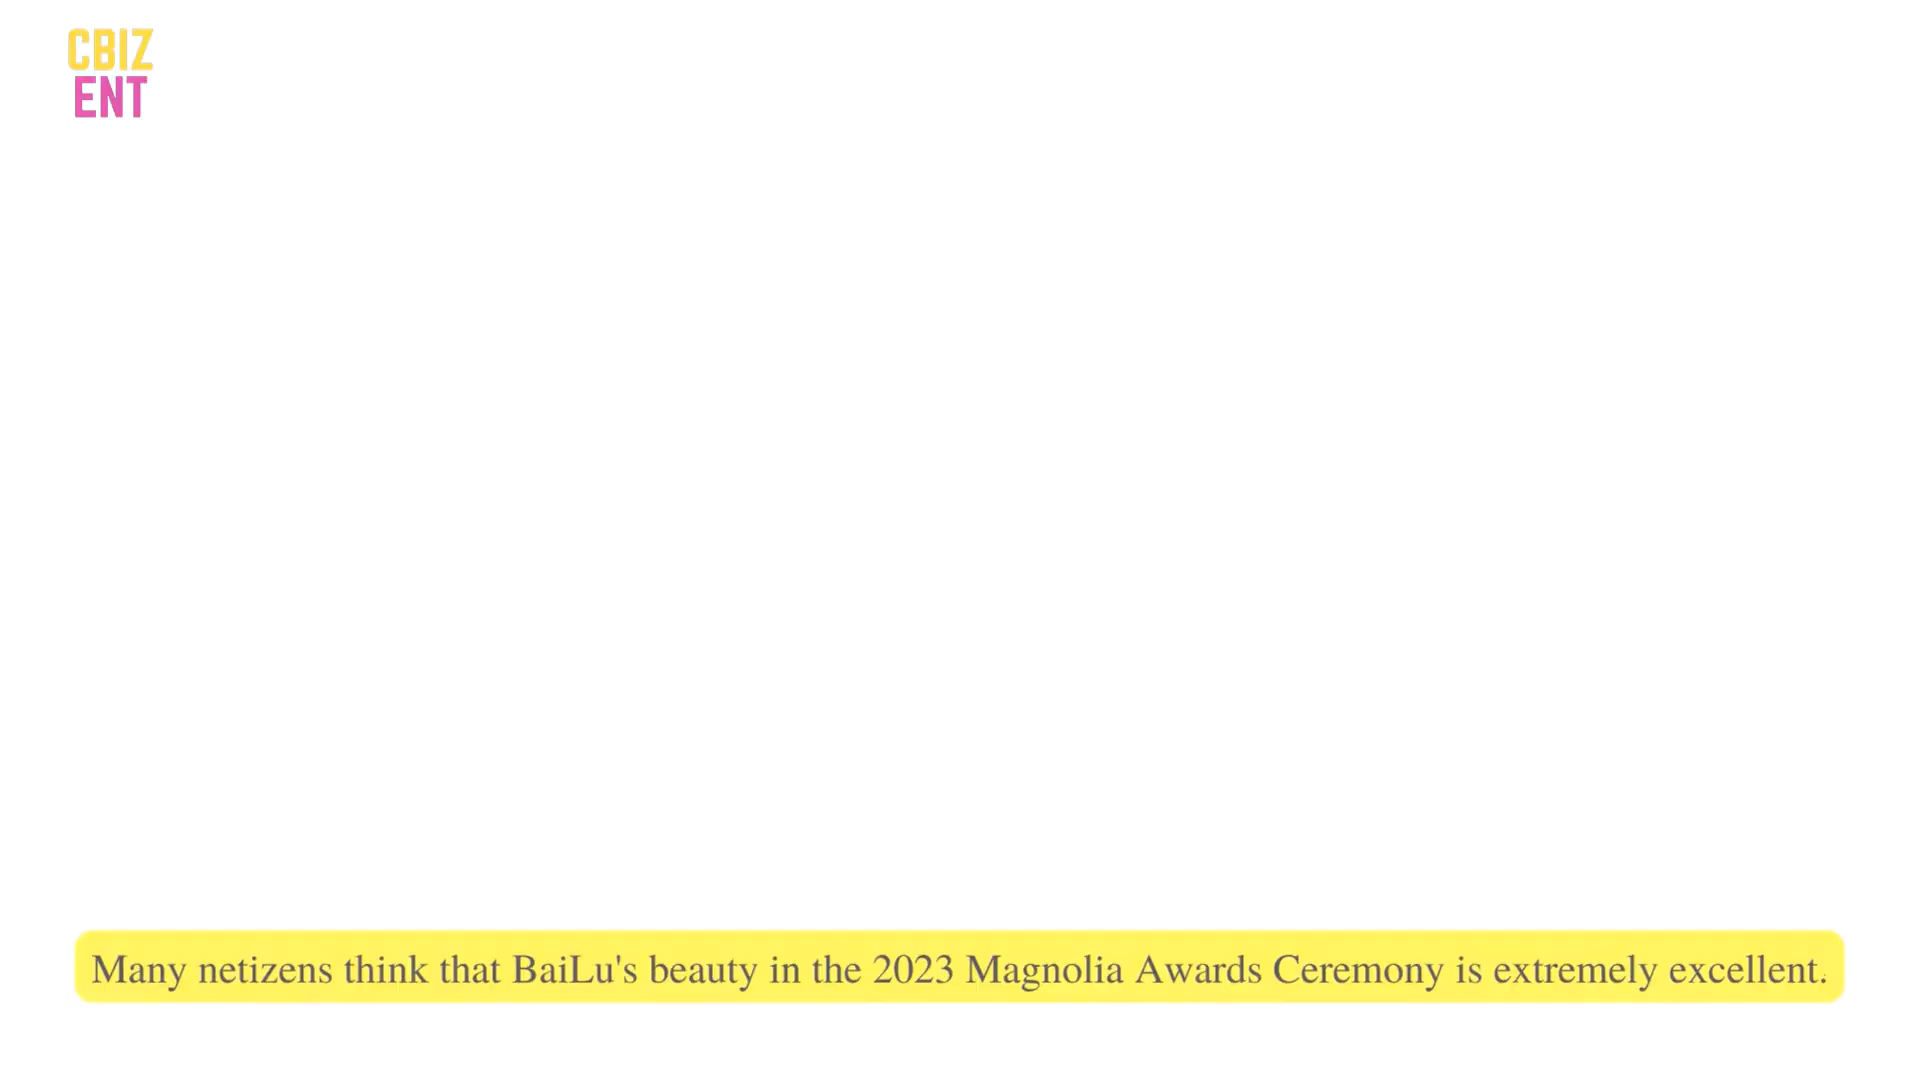 CBIZ
ENT
Many netizens think that BaiLu's beauty in the 2023 Magnolia Awards Ceremony is extremely excellent.